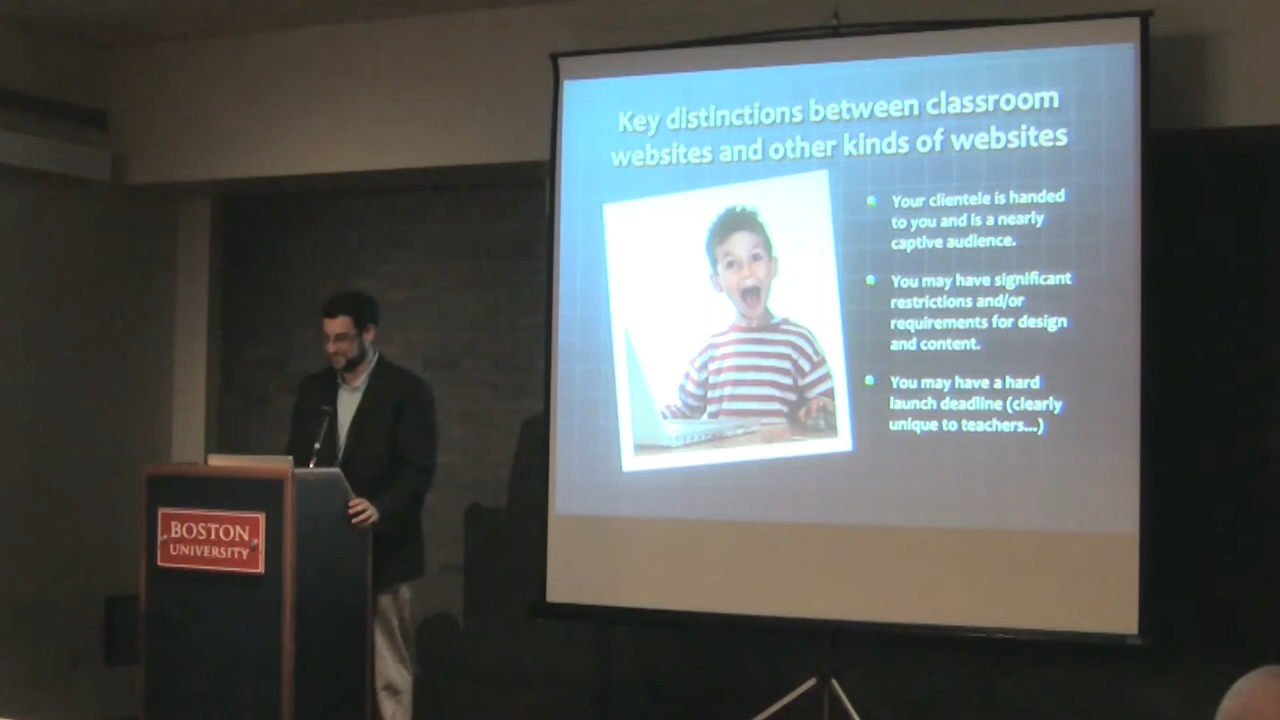 Key distinctions between classroom
websites and other kinds of websites
Your clientele is handed
to you and is a nearly
captive audience.
You may have significant
restrictions and/or
requirements for design
and content.
You may have a hard
launch deadline (clearly
unique to teachers...)
BOSTON
UNIVERSITY